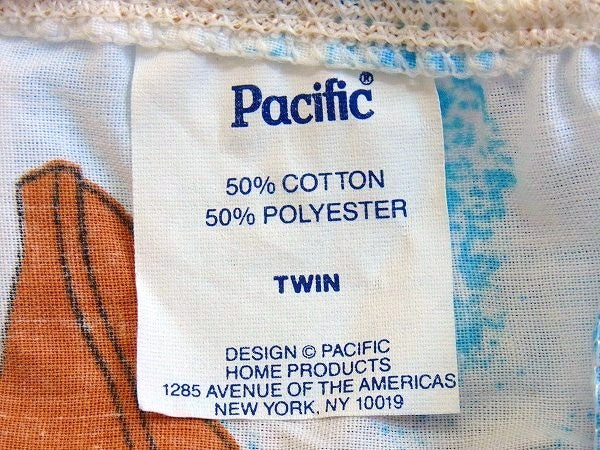 Pacific®
50% COTTON
50% POLYESTER
TWIN
DESIGN © PACIFIC
HOME PRODUCTS
1285 AVENUE OF THE AMERICAS
NEW YORK, NY 10019